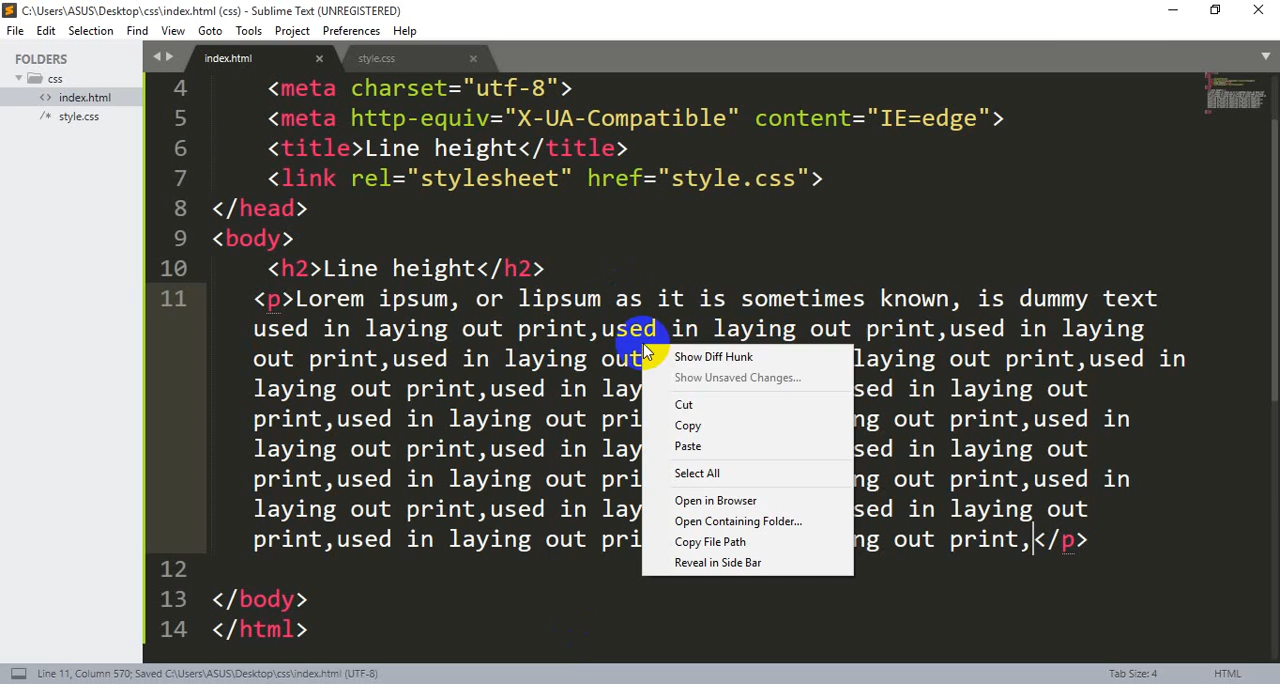 C:\Users\ASUS\Desktop\css\index.html (css) - Sublime Text (UNREGISTERED)
File Edit Selection Find View Goto Tools Project Preferences Help
FOLDERS
css
<> index.html
/* style.css
index.html
style.css
4 <meta charset="utf-8">
5 <meta http-equiv="X-UA-Compatible" content="IE=edge">
6 <title>Line height</title>
7 <link rel="stylesheet" href="style.css">
8 </head>
9 <body>
10 <h2>Line height</h2>
11 <p>Lorem ipsum, or lipsum as it is sometimes known, is dummy text
used in laying out print,used in laying out print,used in laying
out print,used in laying out laying out print,used in
laying out print,used in lay sed in laying out
print,used in laying out pri ng out print,used in
laying out print,used in lay sed in laying out
print,used in laying out pri ng out print,used in
laying out print,used in lay sed in laying out
print,used in laying out pri ng out print,</p>
12
13 </body>
14 </html>
Show Diff Hunk
Show Unsaved Changes...
Cut
Copy
Paste
Select All
Open in Browser
Open Containing Folder...
Copy File Path
Reveal in Side Bar
Line 11, Column 570; Saved C:\Users\ASUS\Desktop\css\index.html (UTF-8)
Tab Size: 4
HTML